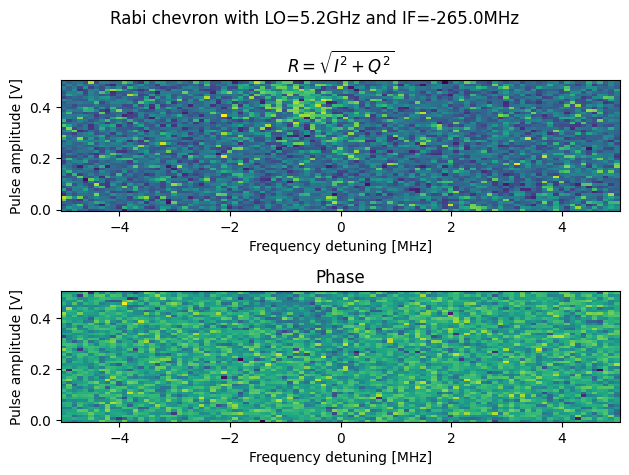 Rabi chevron with LO=5.2GHz and IF=-265.0MHz
R = √I² + Q²
Pulse amplitude [V]
0.4
0.2
0.0
−4
−2
0
2
4
Frequency detuning [MHz]
Phase
Pulse amplitude [V]
0.4
0.2
0.0
−4
−2
0
2
4
Frequency detuning [MHz]